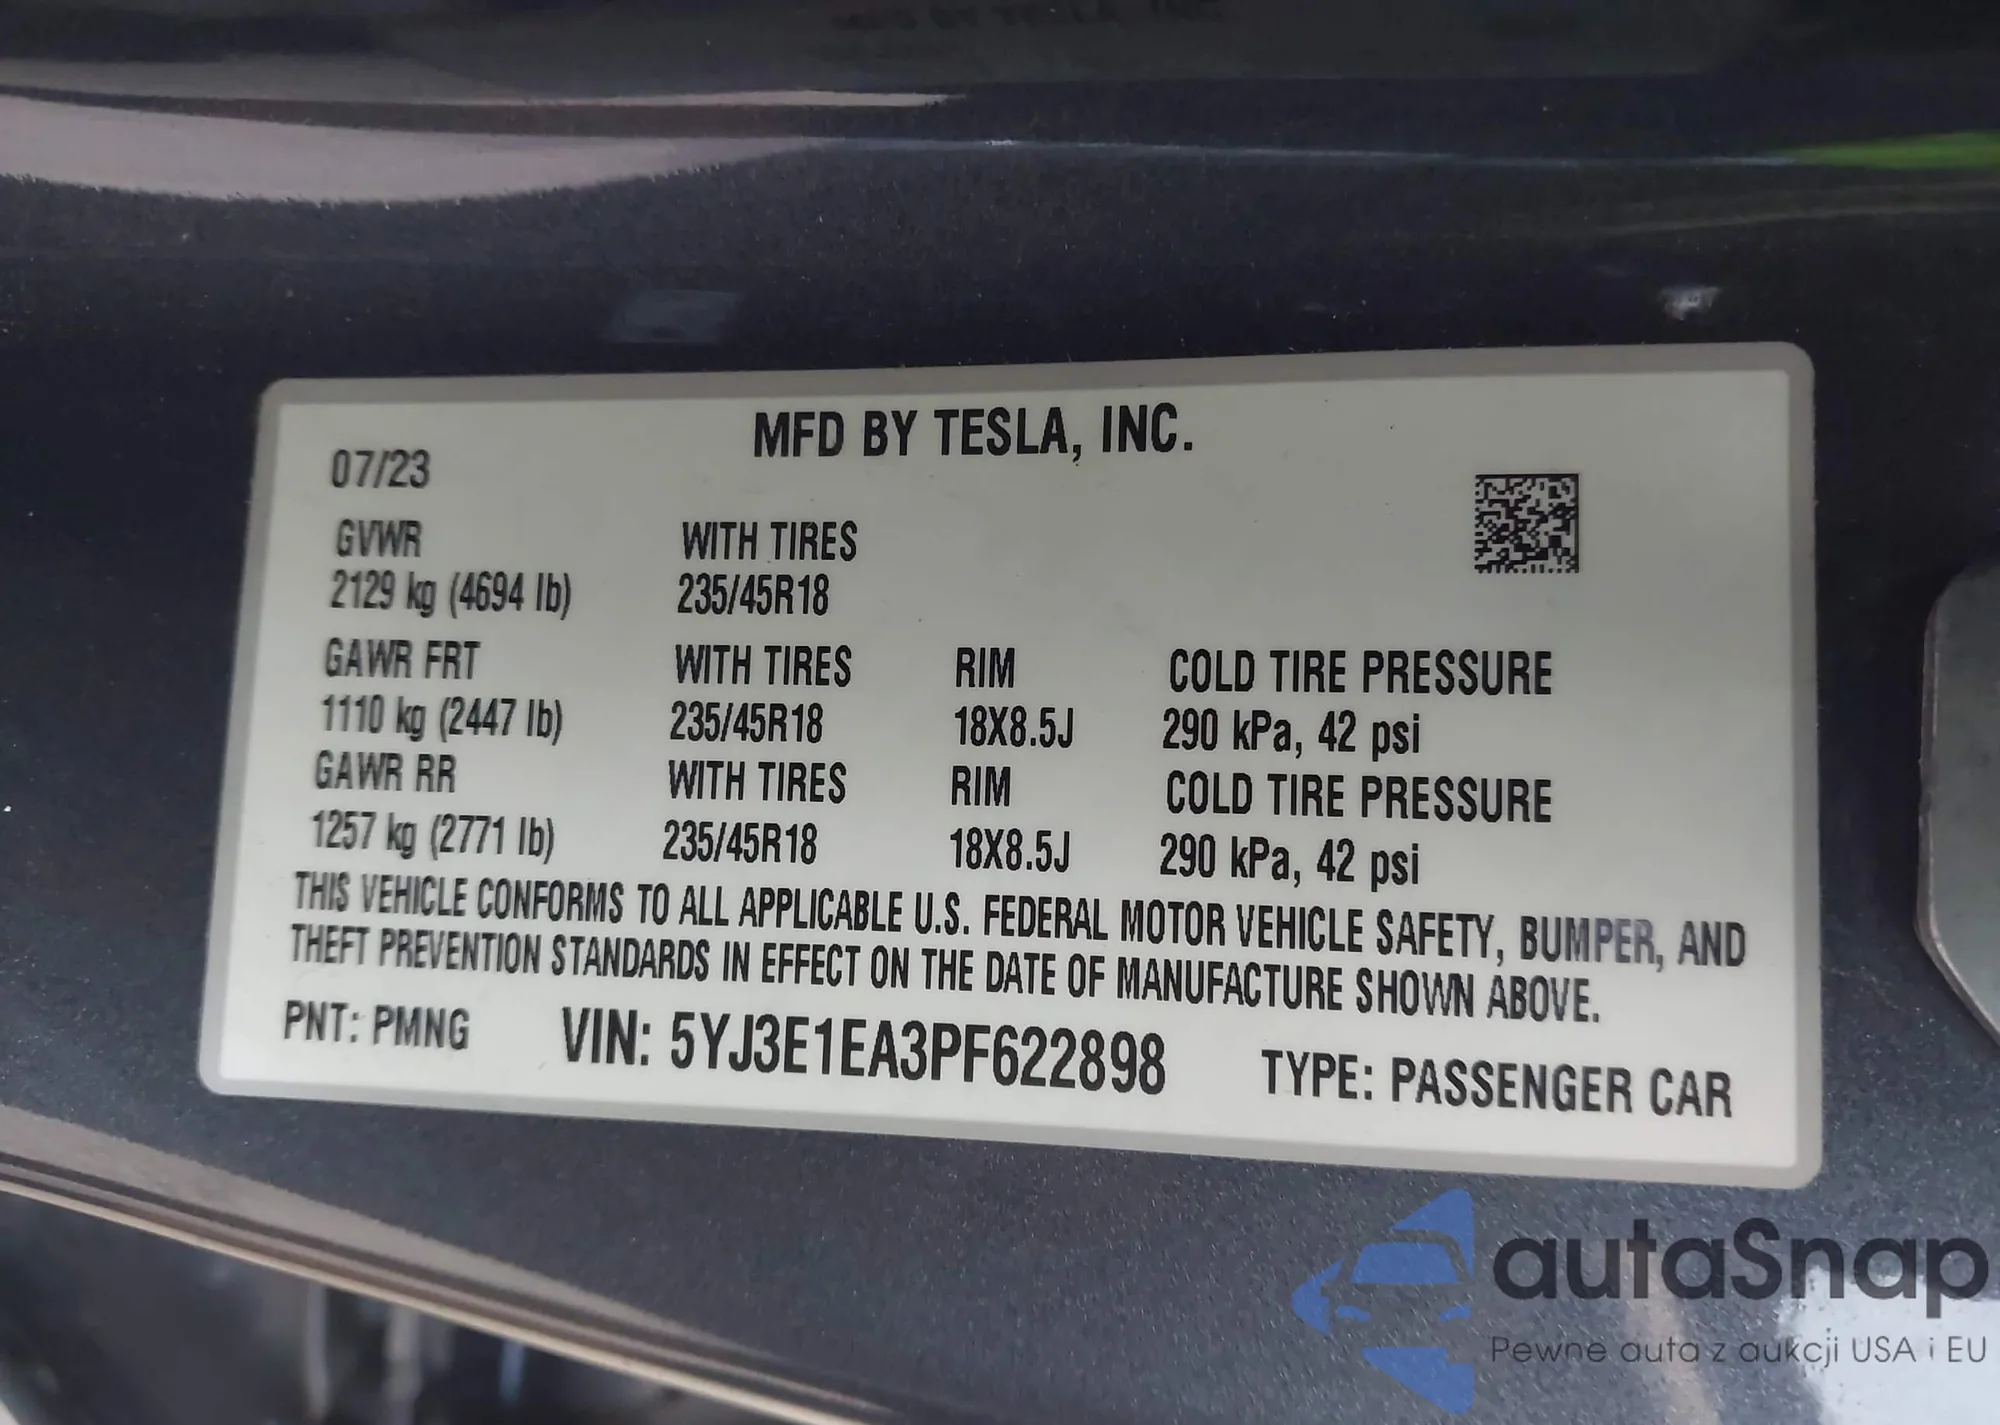 MFD BY TESLA, INC.
07/23
GVWR WITH TIRES
2129 kg (4694 lb) 235/45R18
GAWR FRT WITH TIRES RIM COLD TIRE PRESSURE
1110 kg (2447 lb) 235/45R18 18X8.5J 290 kPa, 42 psi
GAWR RR WITH TIRES RIM COLD TIRE PRESSURE
1257 kg (2771 lb) 235/45R18 18X8.5J 290 kPa, 42 psi
THIS VEHICLE CONFORMS TO ALL APPLICABLE U.S. FEDERAL MOTOR VEHICLE SAFETY, BUMPER, AND
THEFT PREVENTION STANDARDS IN EFFECT ON THE DATE OF MANUFACTURE SHOWN ABOVE.
PNT: PMNG VIN: 5YJ3E1EA3PF622898 TYPE: PASSENGER CAR
autaSnap
Pewne auta z aukcji USA i EU